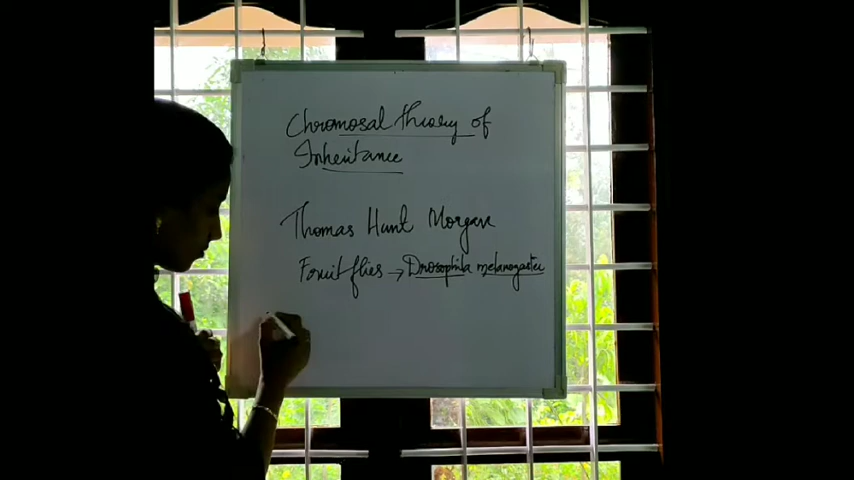 Chromosal theory of
Inheritance
Thomas Hunt Morgan
Fruit flies → Drosophila melanogaster